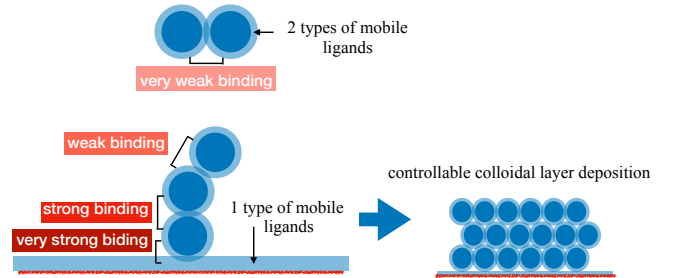 2 types of mobile
ligands
very weak binding
weak binding
controllable colloidal layer deposition
strong binding
1 type of mobile
ligands
very strong biding